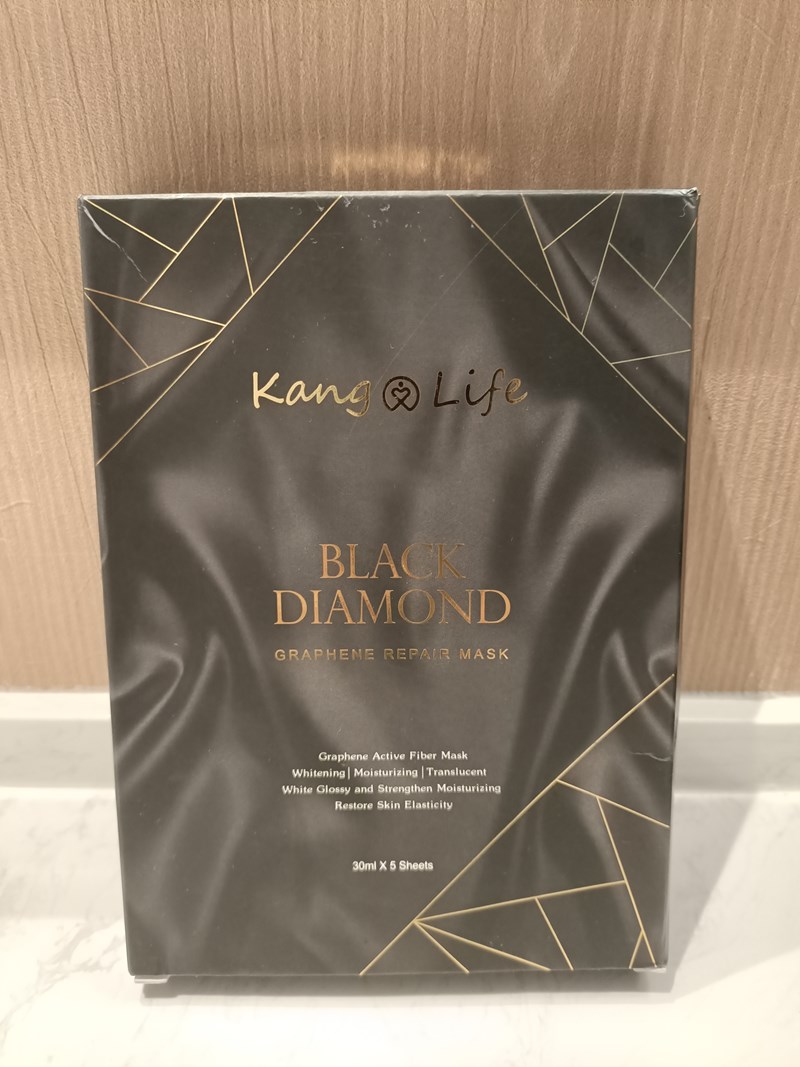 Kang Life
BLACK
DIAMOND
GRAPHENE REPAIR MASK
Graphene Active Fiber Mask
Whitening | Moisturizing | Translucent
White Glossy and Strengthen Moisturizing
Restore Skin Elasticity
30ml X 5 Sheets